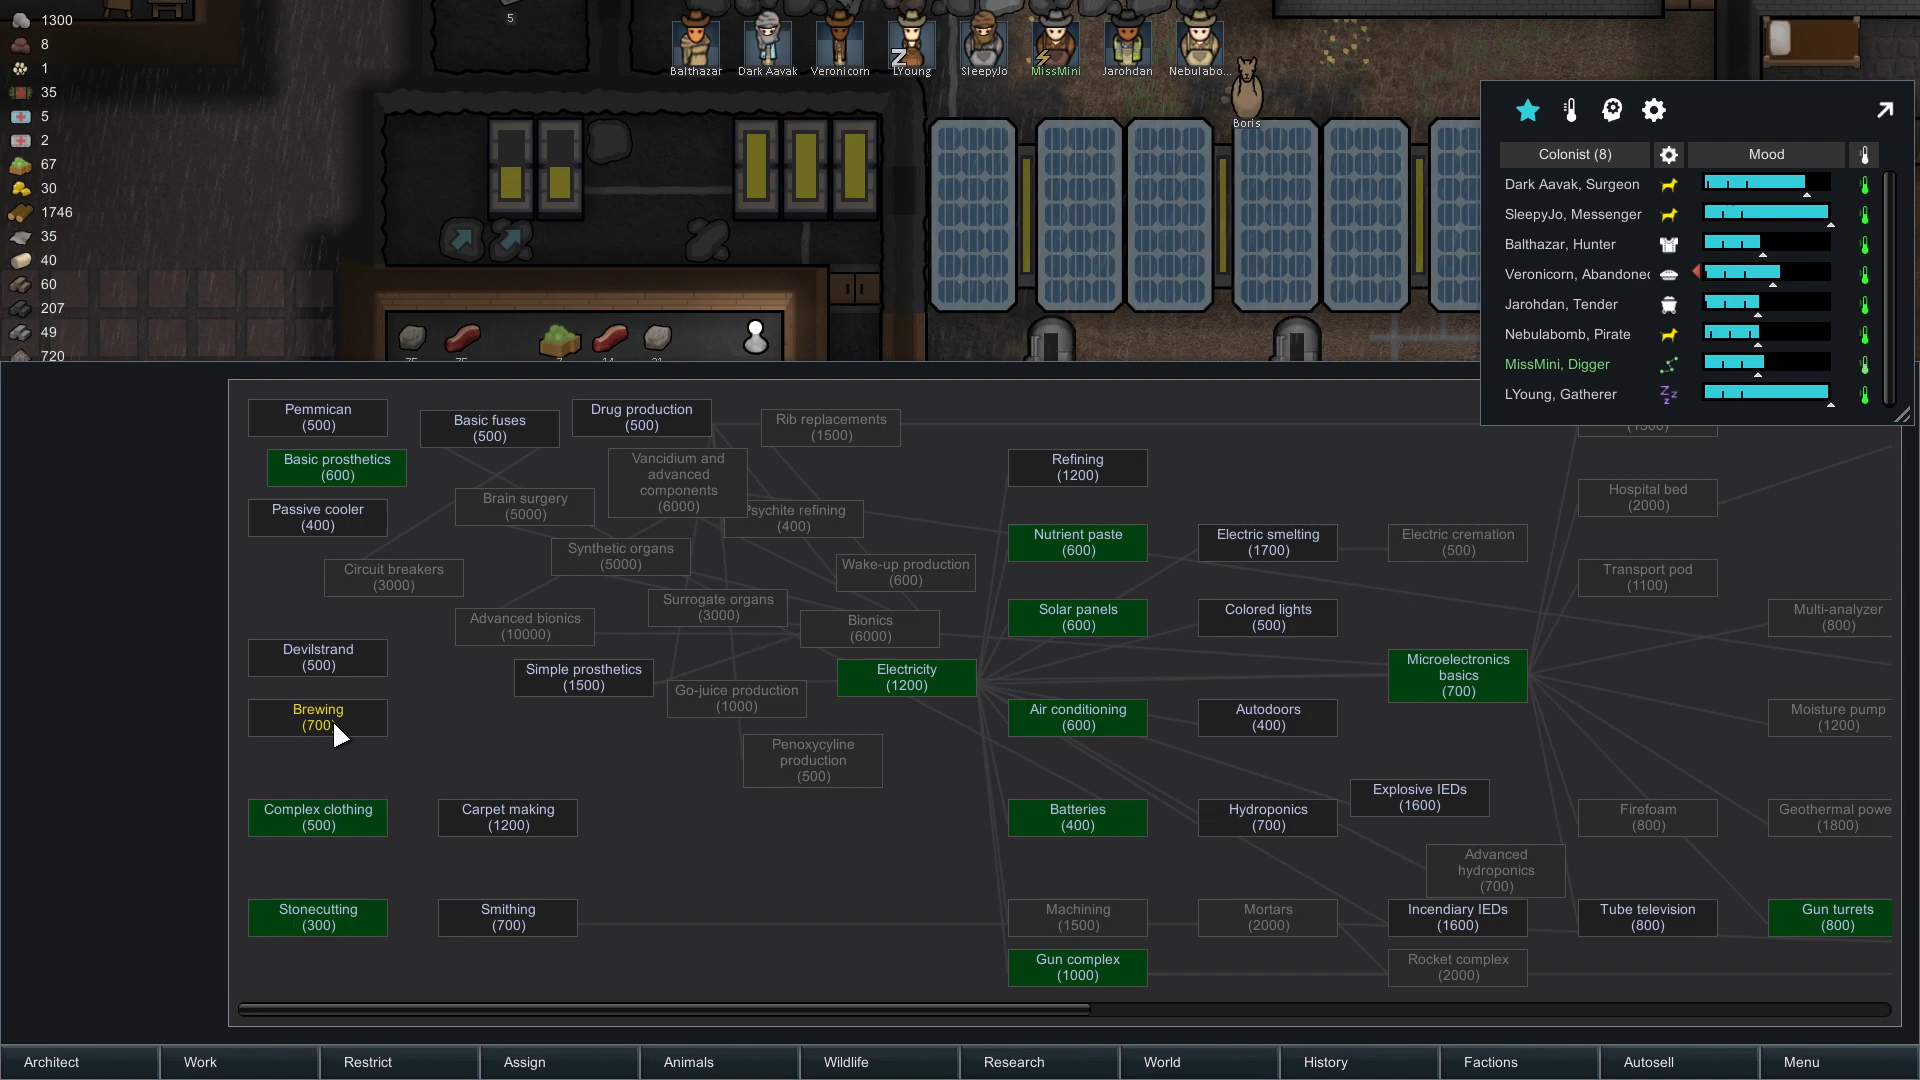 1300
8
1
35
5
2
67
30
1746
35
40
60
207
49
720
5
Balthazar
Dark Aavak
Veronicorn
LYoung
SleepyJo
MissMini
Jarohdan
Nebulabo...
Boris
Colonist (8)
Mood
Dark Aavak, Surgeon
SleepyJo, Messenger
Balthazar, Hunter
Veronicorn, Abandoned
Jarohdan, Tender
Nebulabomb, Pirate
MissMini, Digger
LYoung, Gatherer
Pemmican
(500)
Basic fuses
(500)
Drug production
(500)
Rib replacements
(1500)
Basic prosthetics
(600)
Vancidium and
advanced
components
(6000)
Refining
(1200)
Hospital bed
(2000)
Brain surgery
(5000)
Passive cooler
(400)
Psychite refining
(400)
Nutrient paste
(600)
Electric smelting
(1700)
Electric cremation
(500)
Synthetic organs
(5000)
Circuit breakers
(3000)
Wake-up production
(600)
Transport pod
(1100)
Surrogate organs
(3000)
Solar panels
(600)
Colored lights
(500)
Multi-analyzer
(800)
Advanced bionics
(10000)
Bionics
(6000)
Devilstrand
(500)
Simple prosthetics
(1500)
Electricity
(1200)
Microelectronics
basics
(700)
Go-juice production
(1000)
Brewing
(700)
Air conditioning
(600)
Autodoors
(400)
Moisture pump
(1200)
Penoxycyline
production
(500)
Explosive IEDs
(1600)
Complex clothing
(500)
Carpet making
(1200)
Batteries
(400)
Hydroponics
(700)
Firefoam
(800)
Geothermal powe
(1800)
Advanced
hydroponics
(700)
Stonecutting
(300)
Smithing
(700)
Machining
(1500)
Mortars
(2000)
Incendiary IEDs
(1600)
Tube television
(800)
Gun turrets
(800)
Gun complex
(1000)
Rocket complex
(2000)
Architect
Work
Restrict
Assign
Animals
Wildlife
Research
World
History
Factions
Autosell
Menu